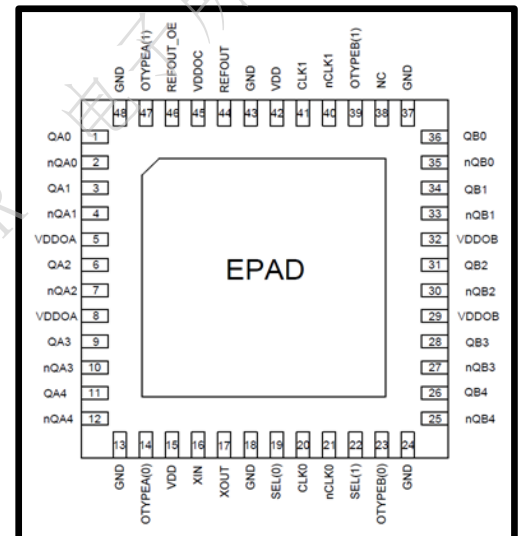 GND OTYPEA(1) REFOUT_OE VDDOC REFOUT GND VDD CLK1 nCLK1 OTYPEB(1) NC GND
48 47 46 45 44 43 42 41 40 39 38 37
QA0 1 36 QB0
nQA0 2 35 nQB0
QA1 3 34 QB1
nQA1 4 33 nQB1
VDDOA 5 32 VDDOB
QA2 6 31 QB2
EPAD
nQA2 7 30 nQB2
VDDOA 8 29 VDDOB
QA3 9 28 QB3
nQA3 10 27 nQB3
QA4 11 26 QB4
nQA4 12 25 nQB4
13 14 15 16 17 18 19 20 21 22 23 24
GND OTYPEA(0) VDD XIN XOUT GND SEL(0) CLK0 nCLK0 SEL(1) OTYPEB(0) GND
电子所